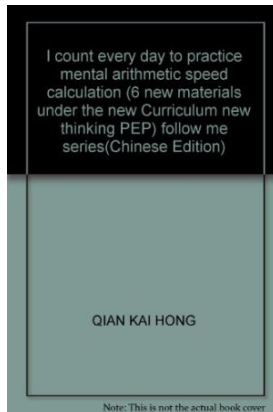 I count every day to practice
mental arithmetic speed
calculation (6 new materials
under the new Curriculum new
thinking PEP) follow me
series(Chinese Edition)
QIAN KAI HONG
Note: This is not the actual book cover